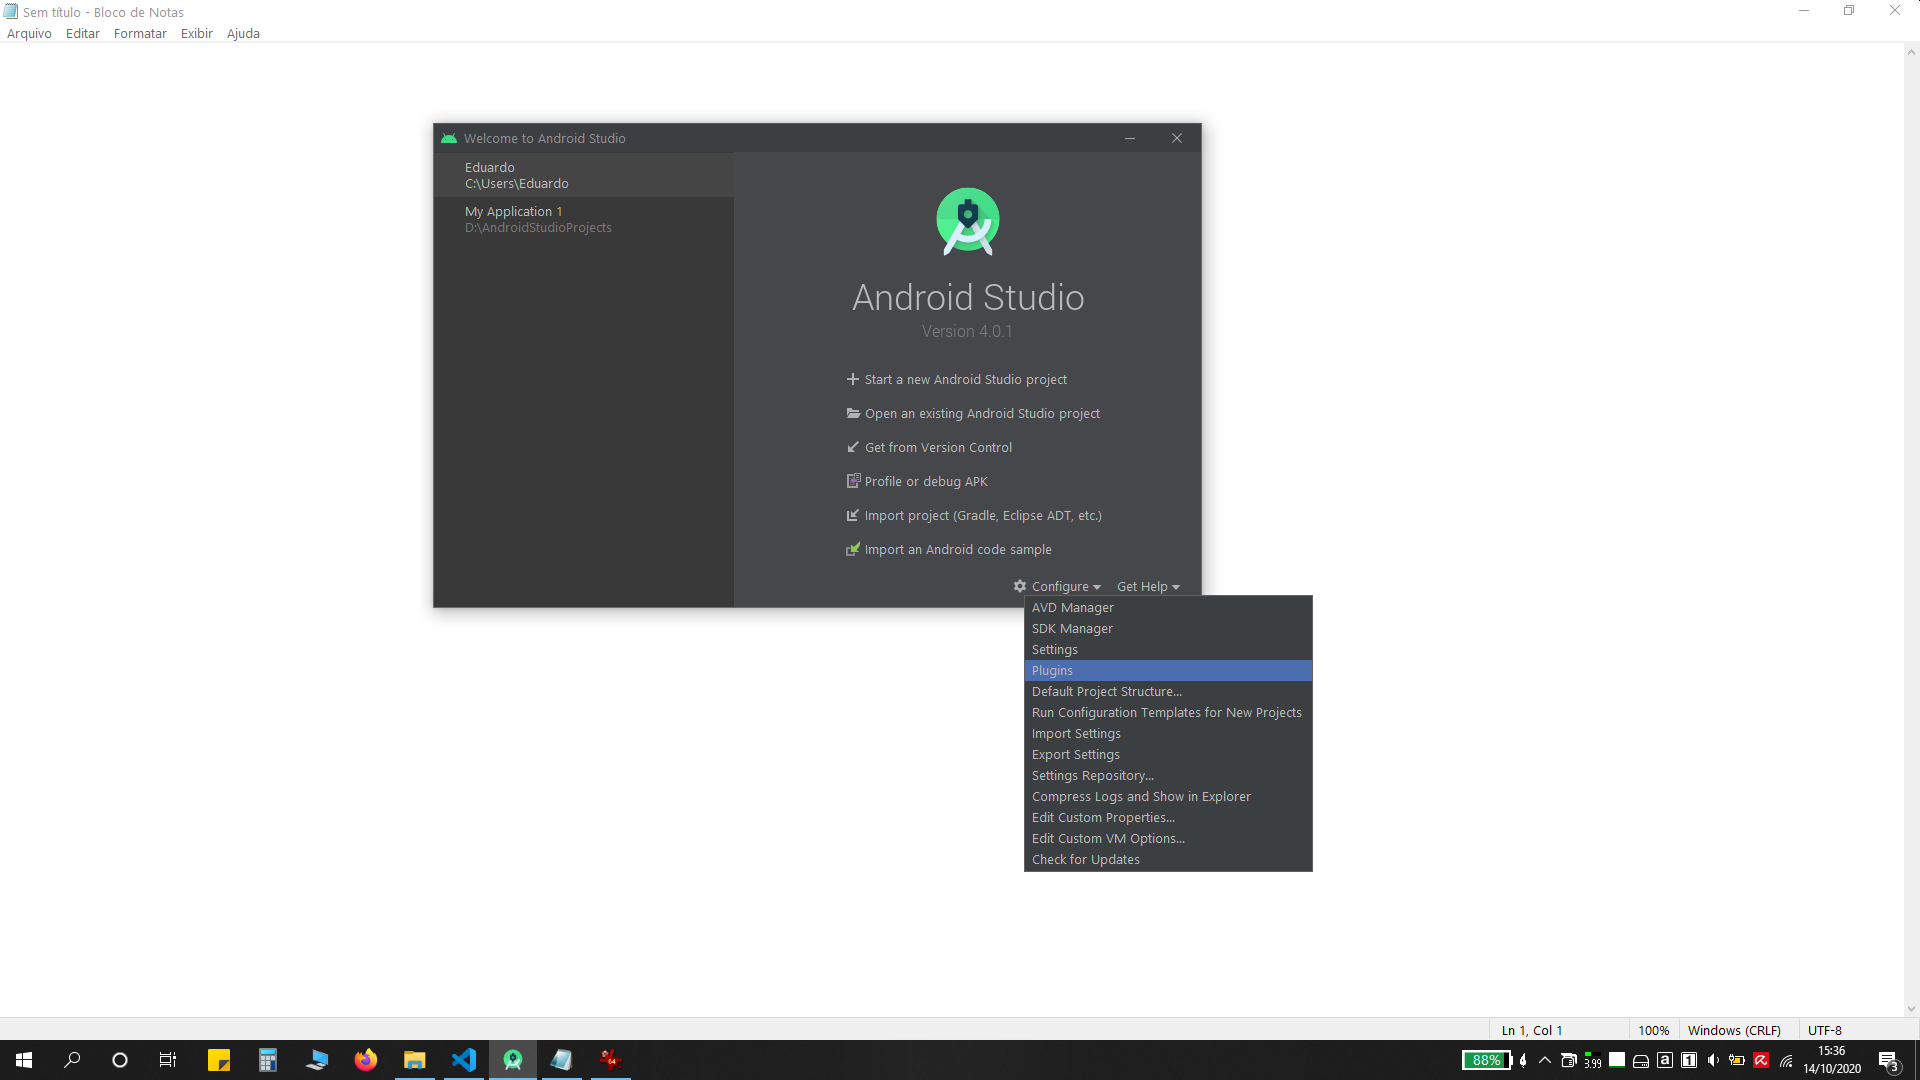 Sem título - Bloco de Notas
Arquivo Editar Formatar Exibir Ajuda
Welcome to Android Studio
Eduardo
C:\Users\Eduardo
My Application 1
D:\AndroidStudioProjects
Android Studio
Version 4.0.1
Start a new Android Studio project
Open an existing Android Studio project
Get from Version Control
Profile or debug APK
Import project (Gradle, Eclipse ADT, etc.)
Import an Android code sample
Configure Get Help
AVD Manager
SDK Manager
Settings
Plugins
Default Project Structure...
Run Configuration Templates for New Projects
Import Settings
Export Settings
Settings Repository...
Compress Logs and Show in Explorer
Edit Custom Properties...
Edit Custom VM Options...
Check for Updates
Ln 1, Col 1 100% Windows (CRLF) UTF-8
64
88%
3.99
a
1
15:36
14/10/2020
3